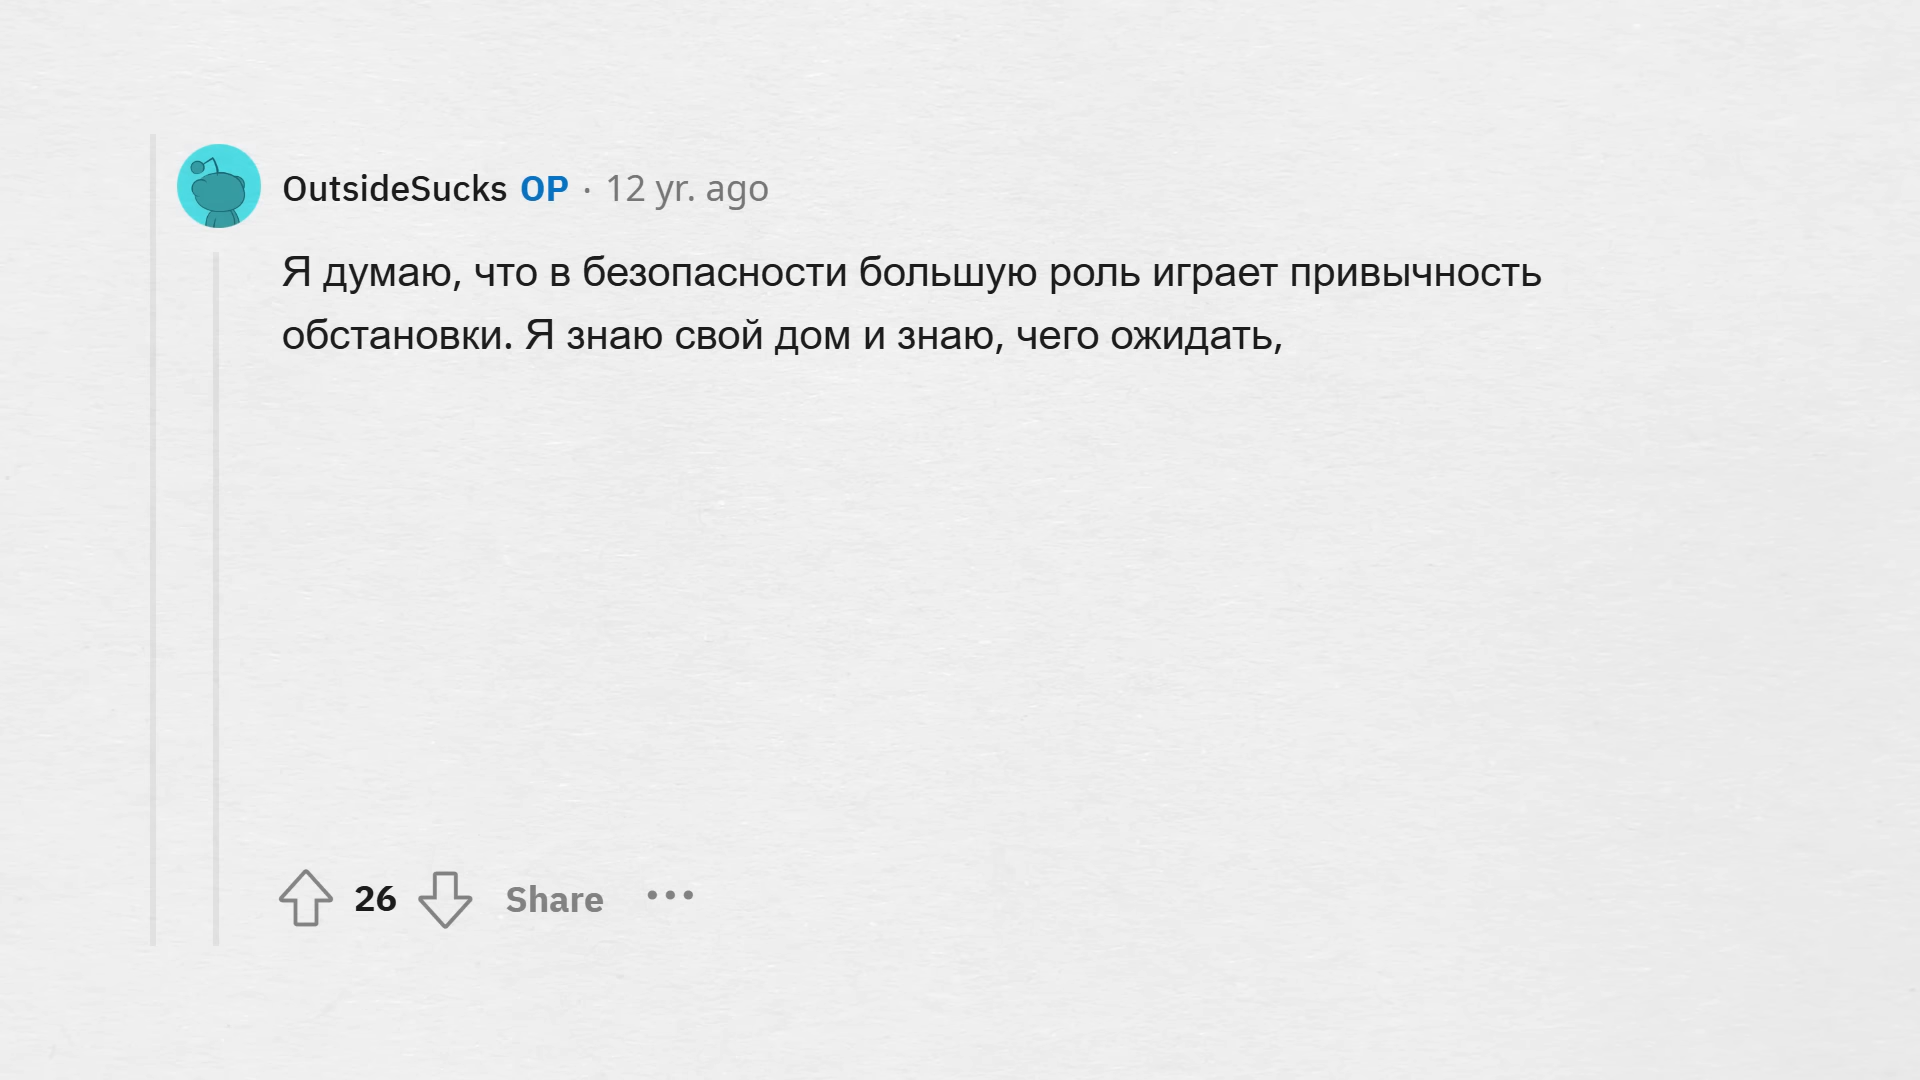 OutsideSucks OP · 12 yr. ago
Я думаю, что в безопасности большую роль играет привычность
обстановки. Я знаю свой дом и знаю, чего ожидать,
26 Share •••